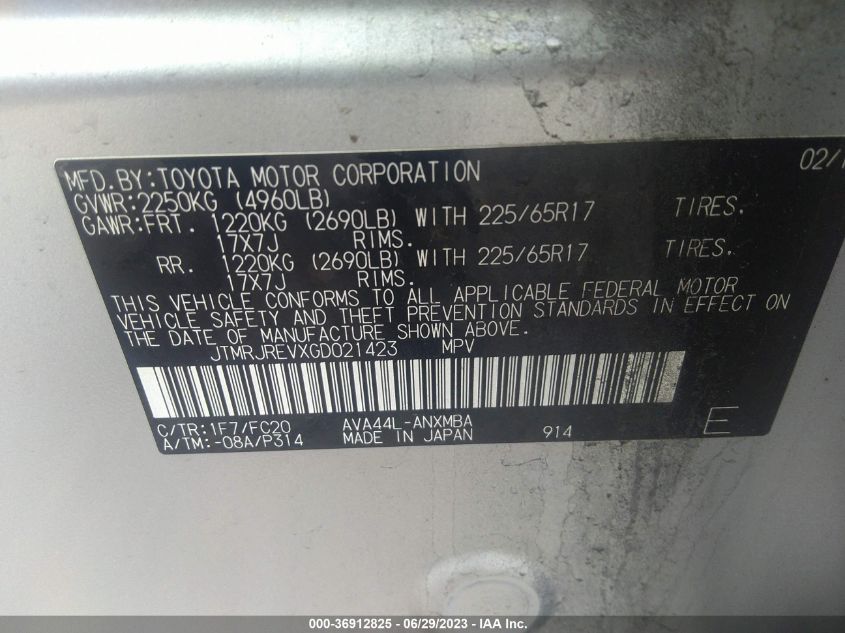 MFD.BY:TOYOTA MOTOR CORPORATION 02/1
GVWR:2250KG (4960LB)
GAWR:FRT. 1220KG (2690LB) WITH 225/65R17 TIRES.
17X7J RIMS.
RR. 1220KG (2690LB) WITH 225/65R17 TIRES.
17X7J RIMS.
THIS VEHICLE CONFORMS TO ALL APPLICABLE FEDERAL MOTOR
VEHICLE SAFETY AND THEFT PREVENTION STANDARDS IN EFFECT ON
THE DATE OF MANUFACTURE SHOWN ABOVE.
JTMRJREVXGD021423 MPV
C/TR:1F7/FC20 AVA44L-ANXMBA
A/TM:-08A/P314 MADE IN JAPAN 914 E
000-36912825 - 06/29/2023 - IAA Inc.